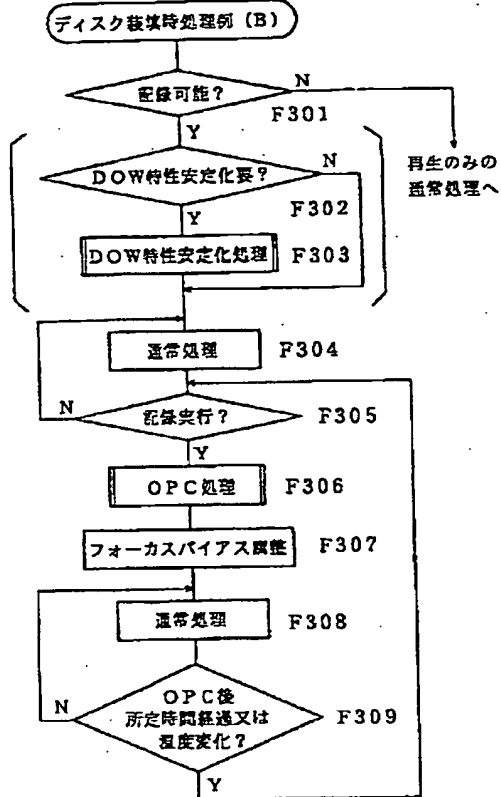 ディスク装填時処理例（B）
N
記録可能？
F301
Y
再生のみの
通常処理へ
N
DOW特性安定化要？
F302
Y
DOW特性安定化処理
F303
通常処理
F304
N
記録実行？
F305
Y
OPC処理
F306
フォーカスバイアス調整
F307
通常処理
F308
OPC後
所定時間経過又は
温度変化？
N
F309
Y